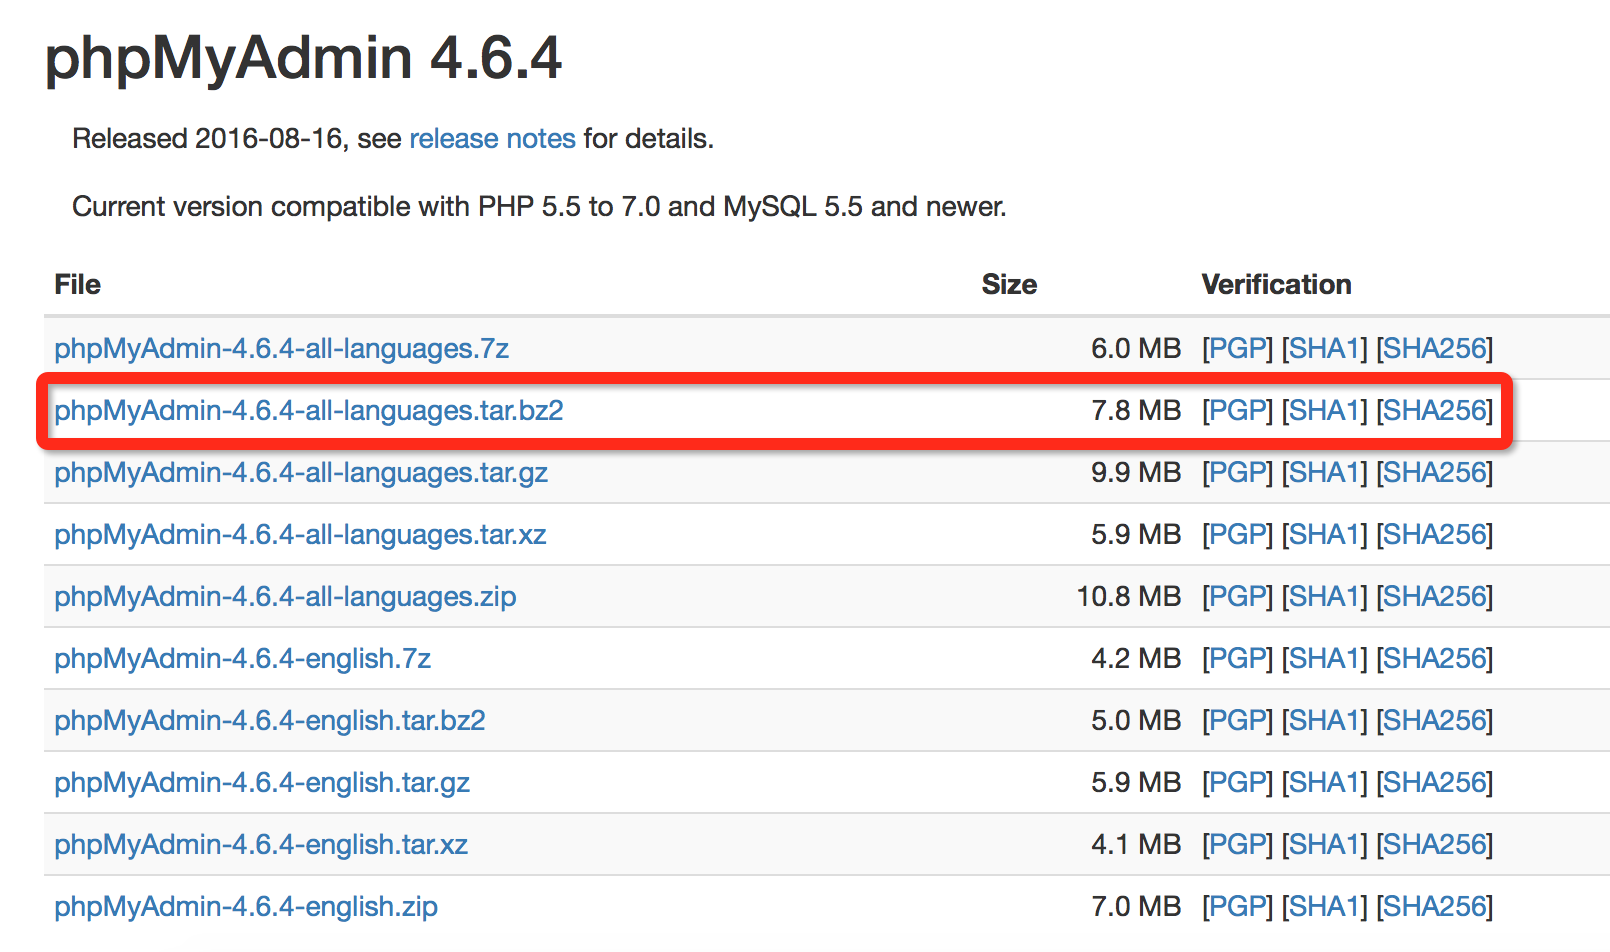 phpMyAdmin 4.6.4
Released 2016-08-16, see release notes for details.
Current version compatible with PHP 5.5 to 7.0 and MySQL 5.5 and newer.
File Size Verification
phpMyAdmin-4.6.4-all-languages.7z 6.0 MB [PGP] [SHA1] [SHA256]
phpMyAdmin-4.6.4-all-languages.tar.bz2 7.8 MB [PGP] [SHA1] [SHA256]
phpMyAdmin-4.6.4-all-languages.tar.gz 9.9 MB [PGP] [SHA1] [SHA256]
phpMyAdmin-4.6.4-all-languages.tar.xz 5.9 MB [PGP] [SHA1] [SHA256]
phpMyAdmin-4.6.4-all-languages.zip 10.8 MB [PGP] [SHA1] [SHA256]
phpMyAdmin-4.6.4-english.7z 4.2 MB [PGP] [SHA1] [SHA256]
phpMyAdmin-4.6.4-english.tar.bz2 5.0 MB [PGP] [SHA1] [SHA256]
phpMyAdmin-4.6.4-english.tar.gz 5.9 MB [PGP] [SHA1] [SHA256]
phpMyAdmin-4.6.4-english.tar.xz 4.1 MB [PGP] [SHA1] [SHA256]
phpMyAdmin-4.6.4-english.zip 7.0 MB [PGP] [SHA1] [SHA256]